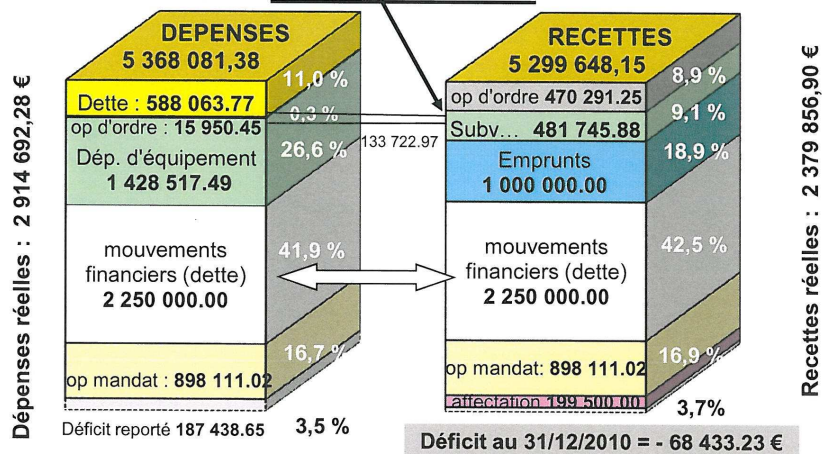 Dépenses réelles : 2 914 692,28 €
DEPENSES
5 368 081,38
Dette : 588 063.77
11,0 %
op d'ordre : 15 950.45
0,3 %
Dép. d'équipement
1 428 517.49
26,6 %
133 722.97
mouvements
financiers (dette)
2 250 000.00
41,9 %
op mandat : 898 111.02
16,7 %
Déficit reporté 187 438.65
3,5 %
RECETTES
5 299 648,15
op d'ordre 470 291.25
8,9 %
Subv... 481 745.88
9,1 %
Emprunts
1 000 000.00
18,9 %
mouvements
financiers (dette)
2 250 000.00
42,5 %
op mandat: 898 111.02
16,9 %
affectation 199 500.00
3,7%
Déficit au 31/12/2010 = - 68 433.23 €
Recettes réelles : 2 379 856,90 €